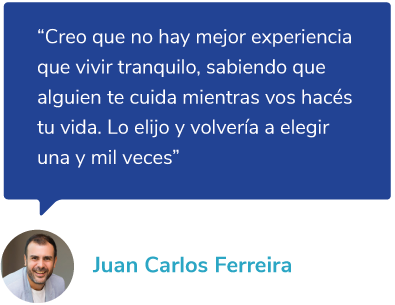 “Creo que no hay mejor experiencia
que vivir tranquilo, sabiendo que
alguien te cuida mientras vos hacés
tu vida. Lo elijo y volvería a elegir
una y mil veces”
Juan Carlos Ferreira